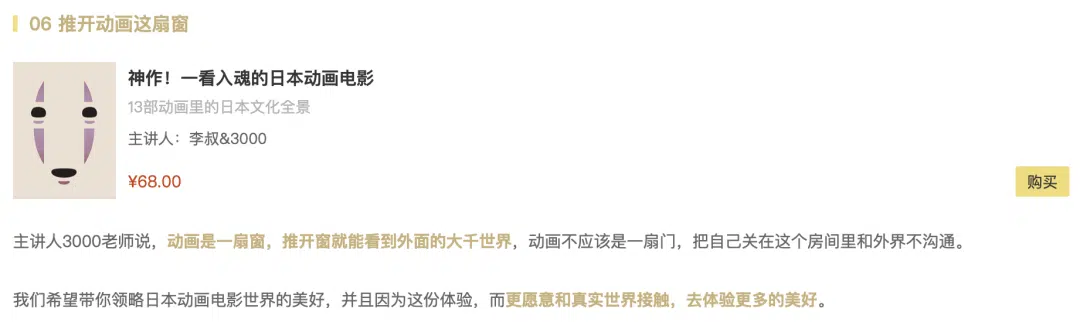 06 推开动画这扇窗
神作！一看入魂的日本动画电影
13部动画里的日本文化全景
主讲人：李叔&3000
¥68.00
购买
主讲人3000老师说，动画是一扇窗，推开窗就能看到外面的大千世界，动画不应该是一扇门，把自己关在这个房间里和外界不沟通。
我们希望带你领略日本动画电影世界的美好，并且因为这份体验，而更愿意和真实世界接触，去体验更多的美好。